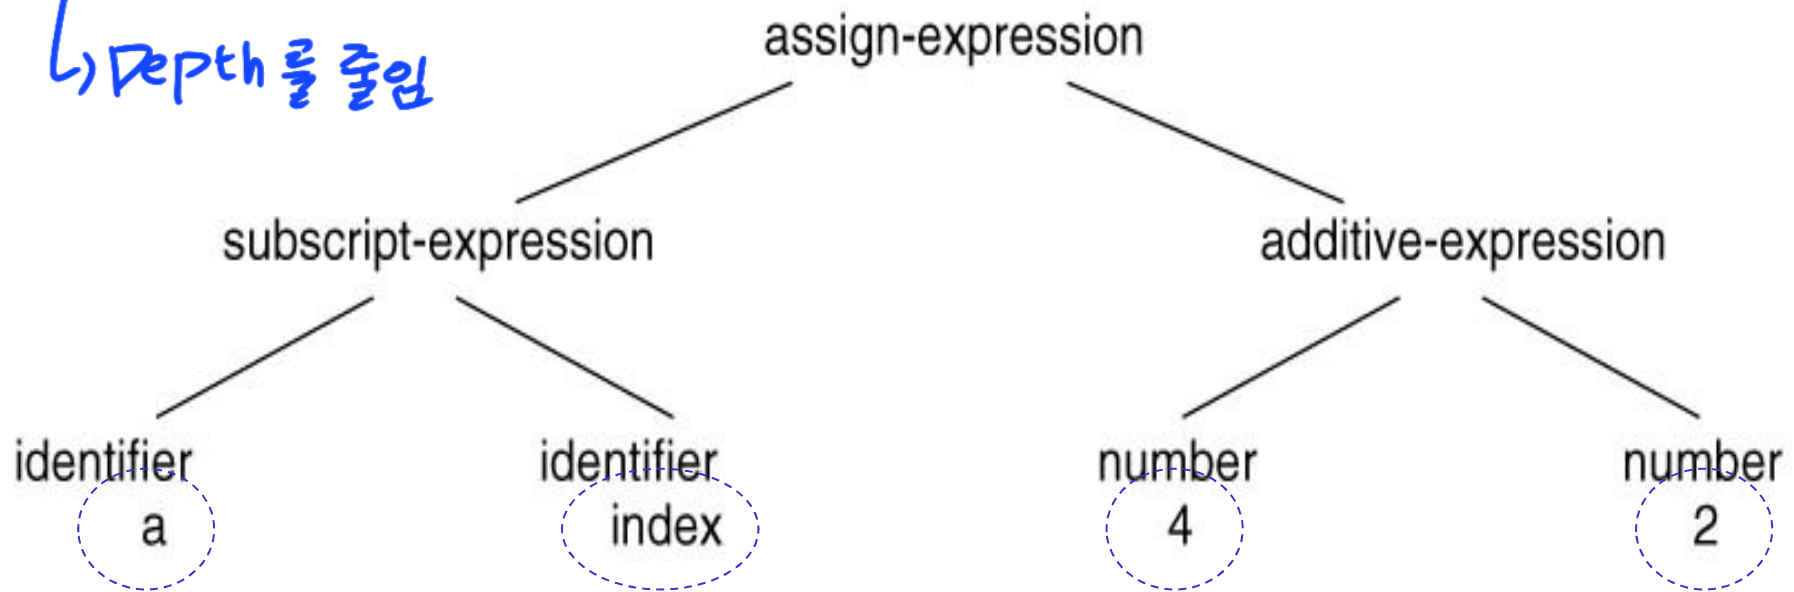 ↳ Depth를 줄임
assign-expression
subscript-expression additive-expression
identifier identifier number number
a index 4 2